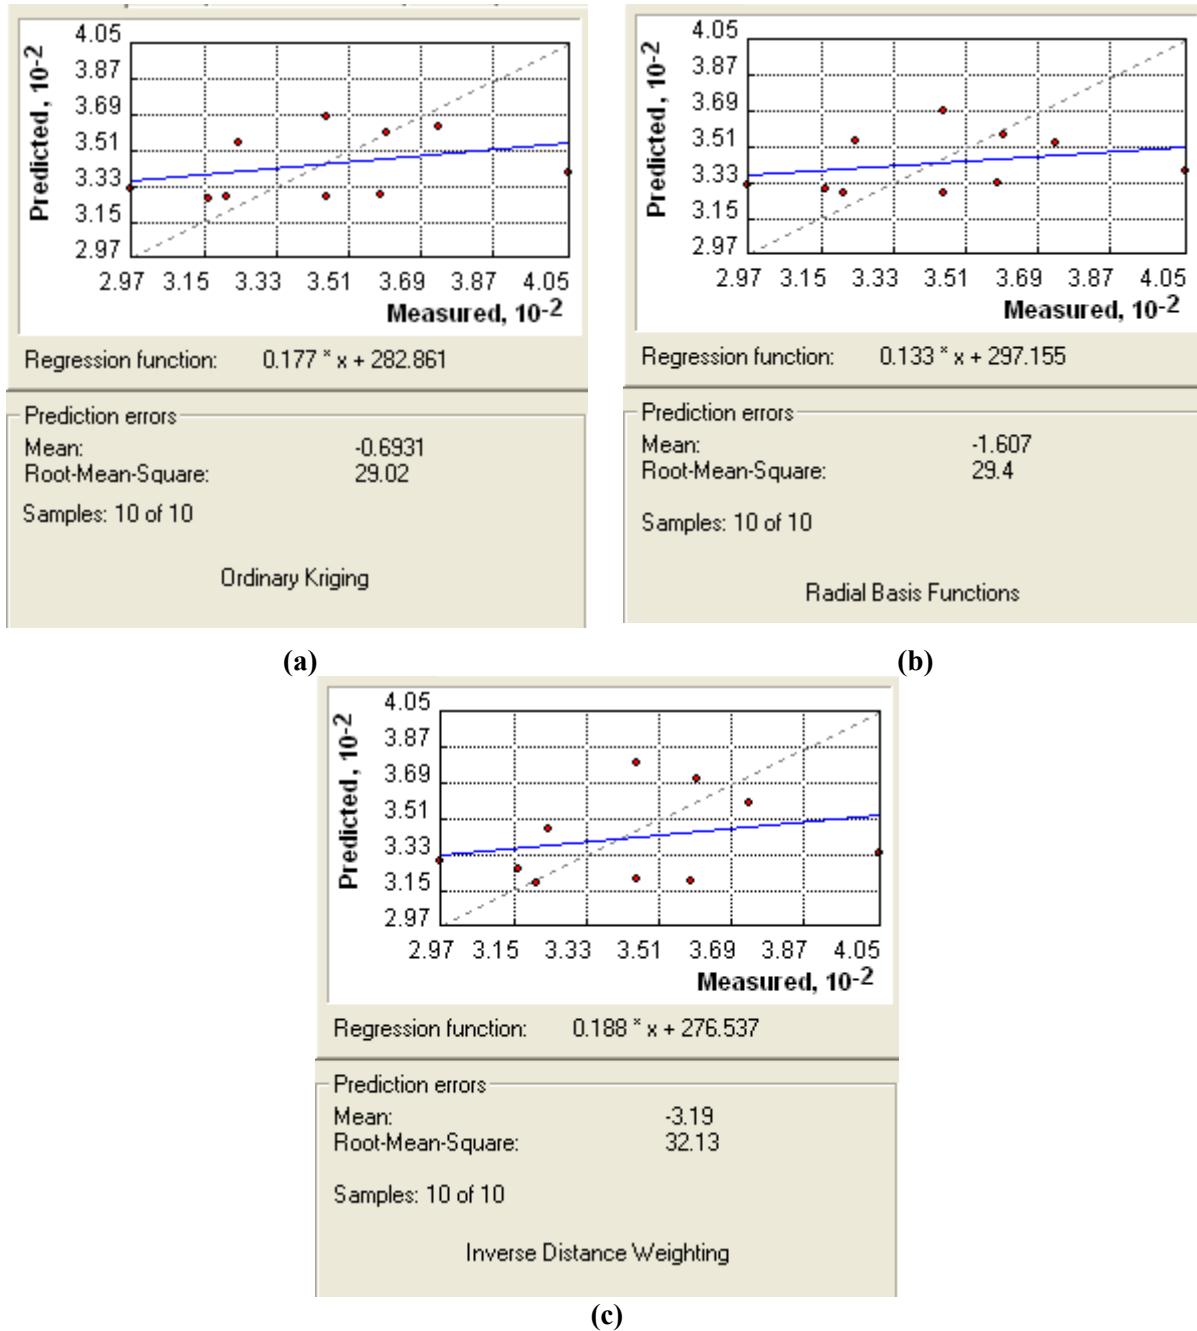 4.05
3.87
3.69
3.51
3.33
3.15
2.97
Predicted, 10-2
2.97 3.15 3.33 3.51 3.69 3.87 4.05
Measured, 10-2
Regression function: 0.177 * x + 282.861
Prediction errors
Mean: -0.6931
Root-Mean-Square: 29.02
Samples: 10 of 10
Ordinary Kriging
(a)
4.05
3.87
3.69
3.51
3.33
3.15
2.97
Predicted, 10-2
2.97 3.15 3.33 3.51 3.69 3.87 4.05
Measured, 10-2
Regression function: 0.133 * x + 297.155
Prediction errors
Mean: -1.607
Root-Mean-Square: 29.4
Samples: 10 of 10
Radial Basis Functions
(b)
4.05
3.87
3.69
3.51
3.33
3.15
2.97
Predicted, 10-2
2.97 3.15 3.33 3.51 3.69 3.87 4.05
Measured, 10-2
Regression function: 0.188 * x + 276.537
Prediction errors
Mean: -3.19
Root-Mean-Square: 32.13
Samples: 10 of 10
Inverse Distance Weighting
(c)